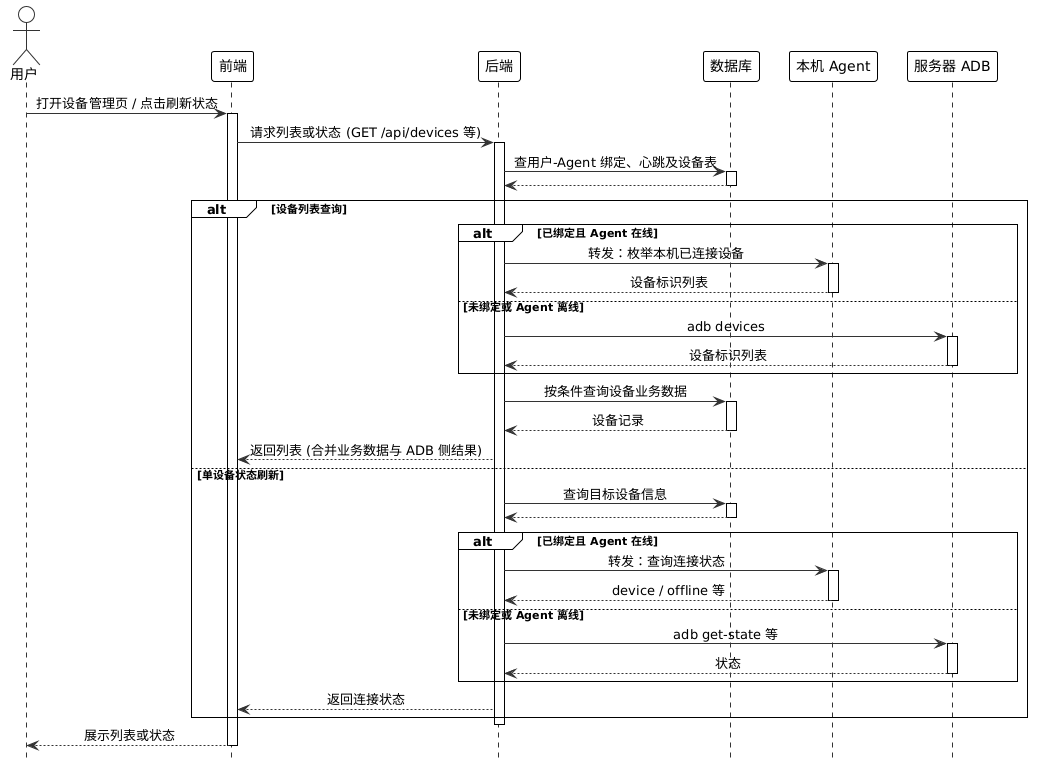 用户
前端
后端
数据库
本机 Agent
服务器 ADB
打开设备管理页 / 点击刷新状态
请求列表或状态 (GET /api/devices 等)
查用户-Agent 绑定、心跳及设备表
alt [设备列表查询]
alt [已绑定且 Agent 在线]
转发：枚举本机已连接设备
设备标识列表
[未绑定或 Agent 离线]
adb devices
设备标识列表
按条件查询设备业务数据
设备记录
返回列表 (合并业务数据与 ADB 侧结果)
[单设备状态刷新]
查询目标设备信息
alt [已绑定且 Agent 在线]
转发：查询连接状态
device / offline 等
[未绑定或 Agent 离线]
adb get-state 等
状态
返回连接状态
展示列表或状态